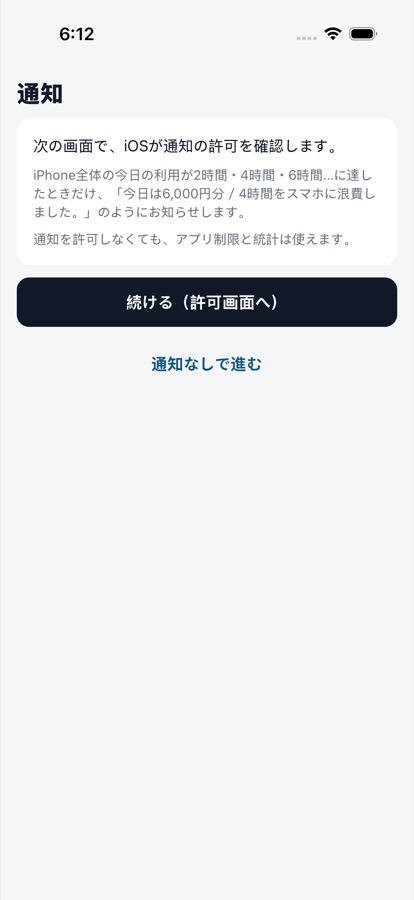 6:12
通知
次の画面で、iOSが通知の許可を確認します。
iPhone全体の今日の利用が2時間・4時間・6時間...に達し
たときだけ、「今日は6,000円分 / 4時間をスマホに浪費し
ました。」のようにお知らせします。
通知を許可しなくても、アプリ制限と統計は使えます。
続ける（許可画面へ）
通知なしで進む